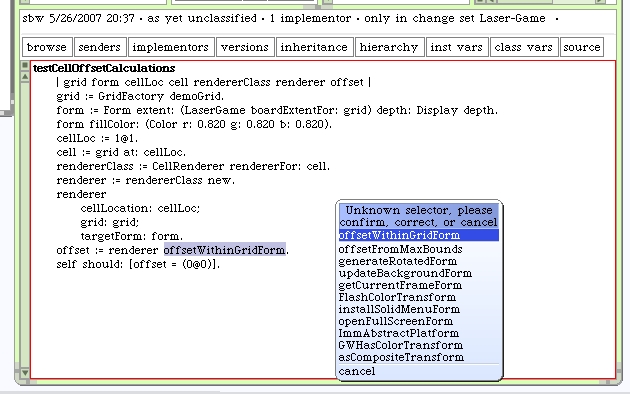 sbw 5/26/2007 20:37 · as yet unclassified · 1 implementor · only in change set Laser-Game ·
browse senders implementors versions inheritance hierarchy inst vars class vars source
testCellOffsetCalculations
| grid form cellLoc cell rendererClass renderer offset |
grid := GridFactory demoGrid.
form := Form extent: (LaserGame boardExtentFor: grid) depth: Display depth.
form fillColor: (Color r: 0.820 g: 0.820 b: 0.820).
cellLoc := 1@1.
cell := grid at: cellLoc.
rendererClass := CellRenderer rendererFor: cell.
renderer := rendererClass new.
renderer
cellLocation: cellLoc;
grid: grid;
targetForm: form.
offset := renderer offsetWithinGridForm.
self should: [offset = (0@0)].
Unknown selector, please
confirm, correct, or cancel
offsetWithinGridForm
offsetFromMaxBounds
generateRotatedForm
updateBackgroundForm
getCurrentFrameForm
FlashColorTransform
installSolidMenuForm
openFullScreenForm
ImmAbstractPlatform
GWHasColorTransform
asCompositeTransform
cancel